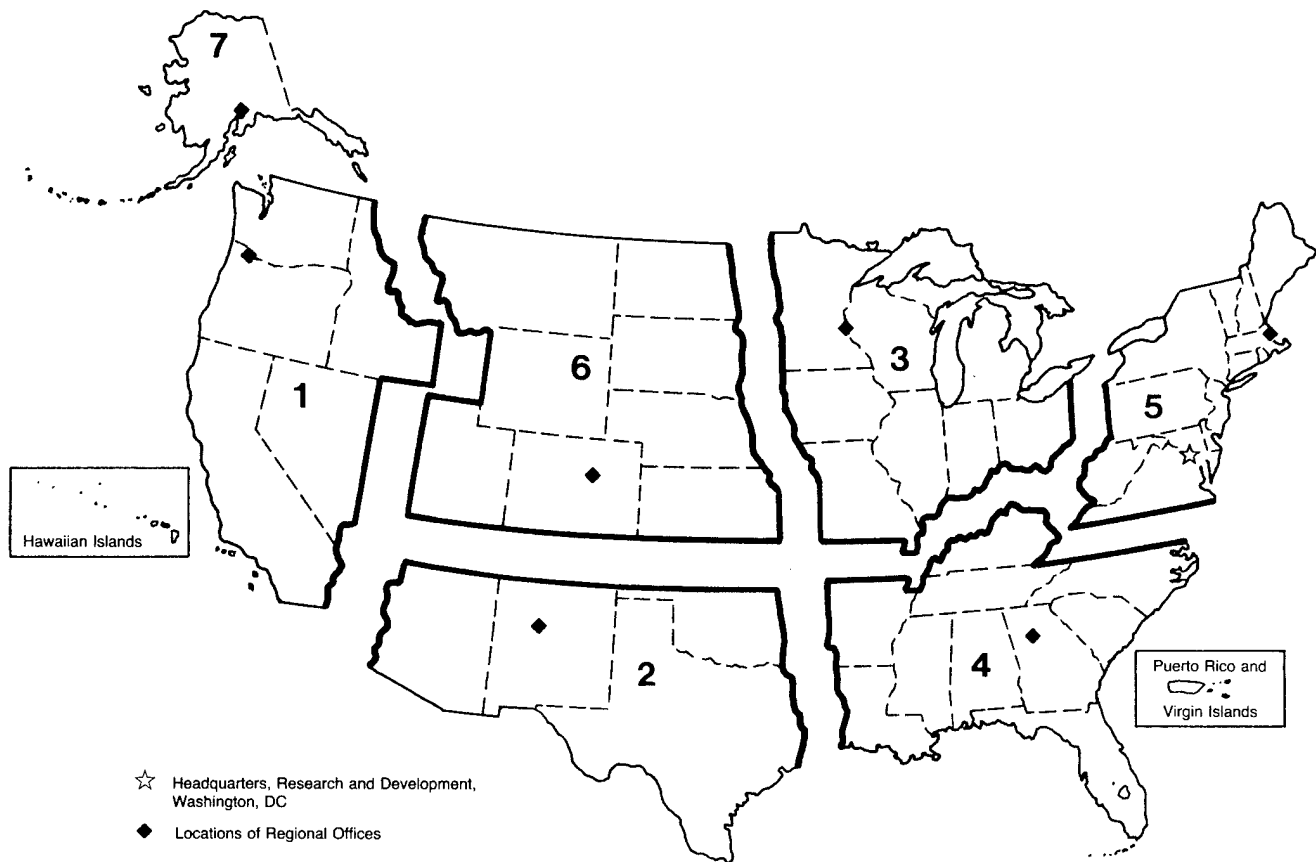 7
6
3
1
5
Hawaiian Islands
2
4
Puerto Rico and
Virgin Islands
Headquarters, Research and Development,
Washington, DC
Locations of Regional Offices